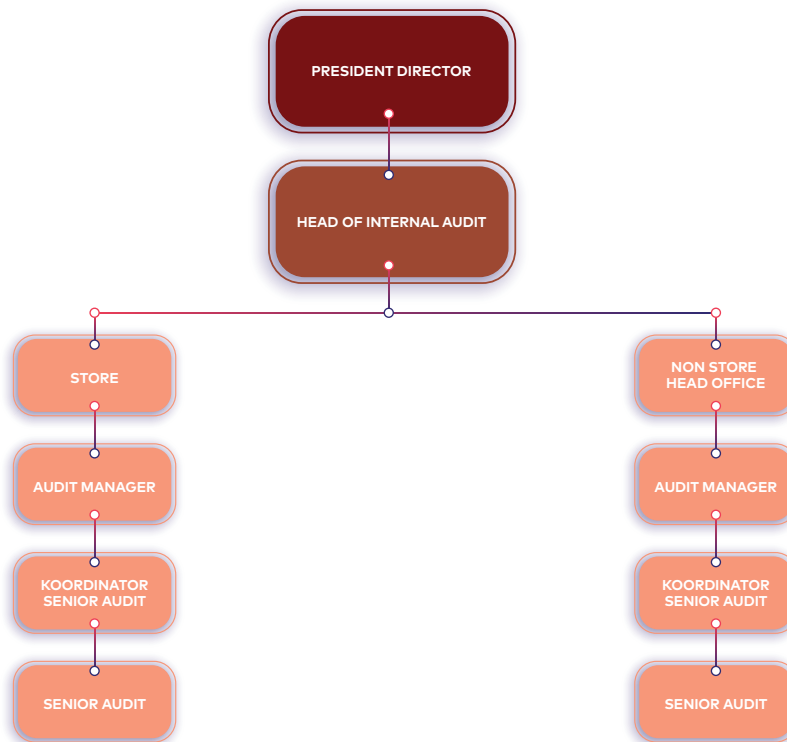 PRESIDENT DIRECTOR
HEAD OF INTERNAL AUDIT
STORE
NON STORE
HEAD OFFICE
AUDIT MANAGER
AUDIT MANAGER
KOORDINATOR
SENIOR AUDIT
KOORDINATOR
SENIOR AUDIT
SENIOR AUDIT
SENIOR AUDIT